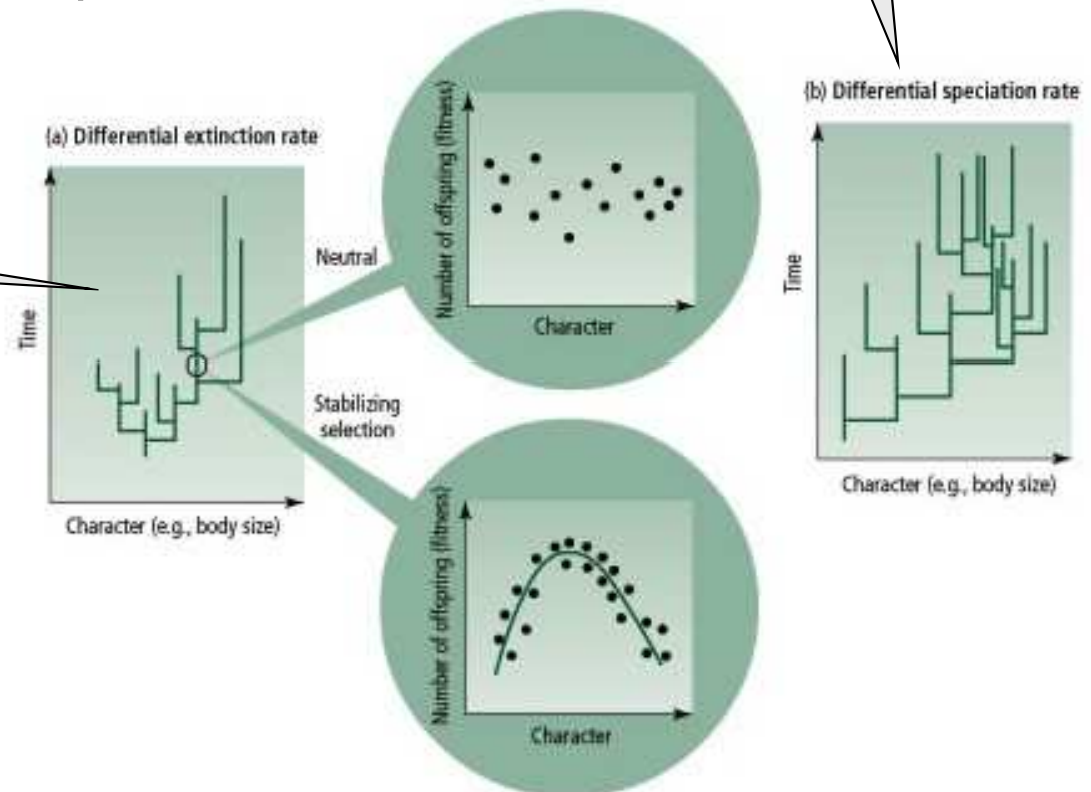 (a) Differential extinction rate
Time
Character (e.g., body size)
Neutral
Stabilizing
selection
Number of offspring (fitness)
Character
Number of offspring (fitness)
Character
(b) Differential speciation rate
Time
Character (e.g., body size)